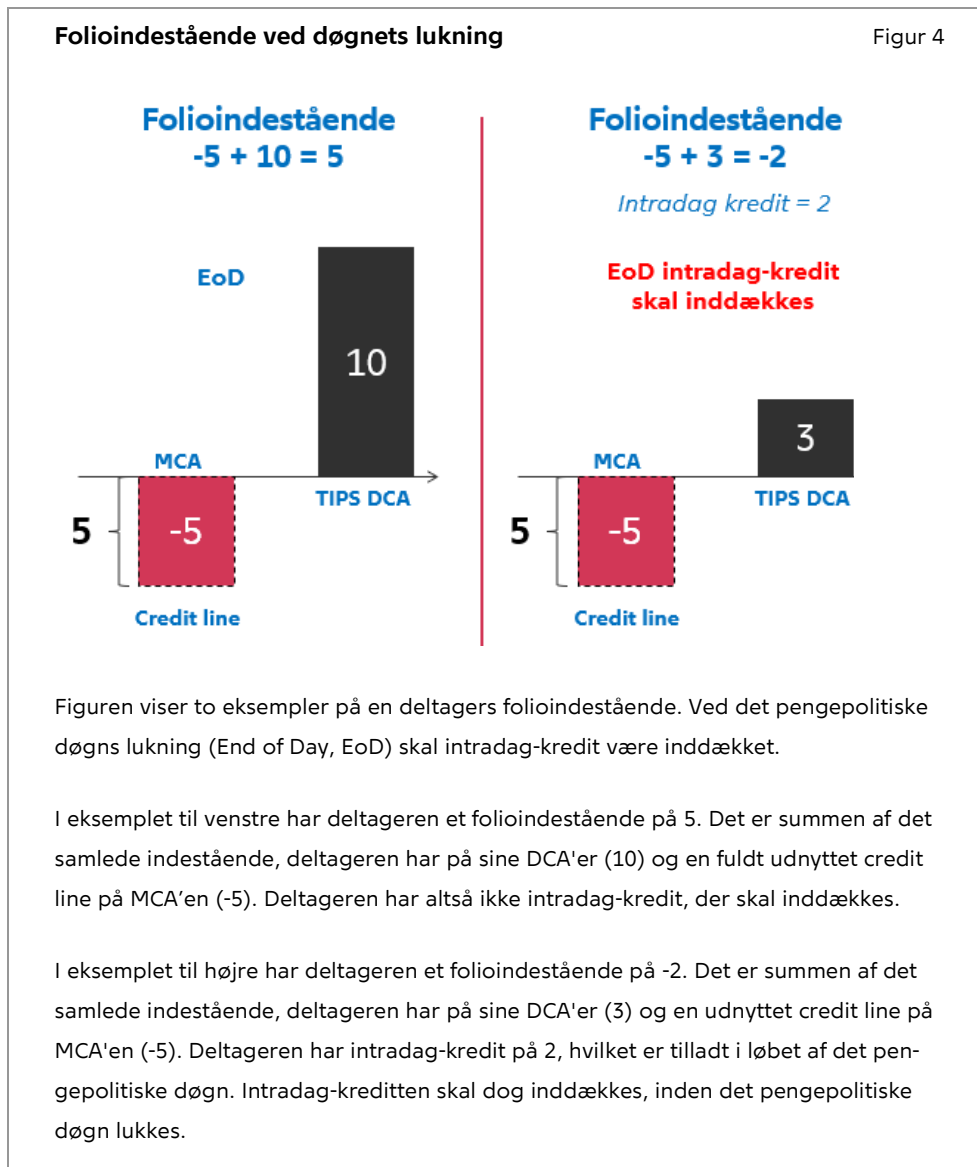 Folioindestående ved døgnets lukning
Figur 4
Folioindestående
-5 + 10 = 5
EoD
10
MCA
TIPS DCA
5
-5
Credit line
Folioindestående
-5 + 3 = -2
Intradag kredit = 2
EoD intradag-kredit
skal inddækkes
3
MCA
TIPS DCA
5
-5
Credit line
Figuren viser to eksempler på en deltagers folioindestående. Ved det pengepolitiske
døgns lukning (End of Day, EoD) skal intradag-kredit være inddækket.
I eksemplet til venstre har deltageren et folioindestående på 5. Det er summen af det
samlede indestående, deltageren har på sine DCA'er (10) og en fuldt udnyttet credit
line på MCA’en (-5). Deltageren har altså ikke intradag-kredit, der skal inddækkes.
I eksemplet til højre har deltageren et folioindestående på -2. Det er summen af det
samlede indestående, deltageren har på sine DCA'er (3) og en udnyttet credit line på
MCA'en (-5). Deltageren har intradag-kredit på 2, hvilket er tilladt i løbet af det pen-
gepolitiske døgn. Intradag-kreditten skal dog inddækkes, inden det pengepolitiske
døgn lukkes.